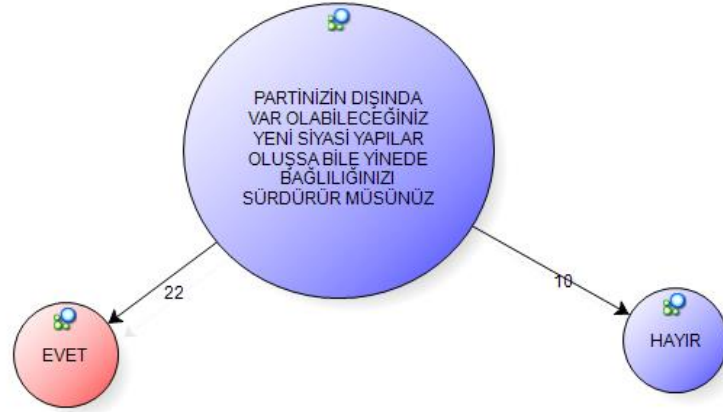 PARTİNİZİN DIŞINDA
VAR OLABİLECEĞİNİZ
YENİ SİYASİ YAPILAR
OLUŞSA BİLE YİNEDE
BAĞLILIĞINIZI
SÜRDÜRÜR MÜSÜNÜZ
22
10
EVET
HAYIR